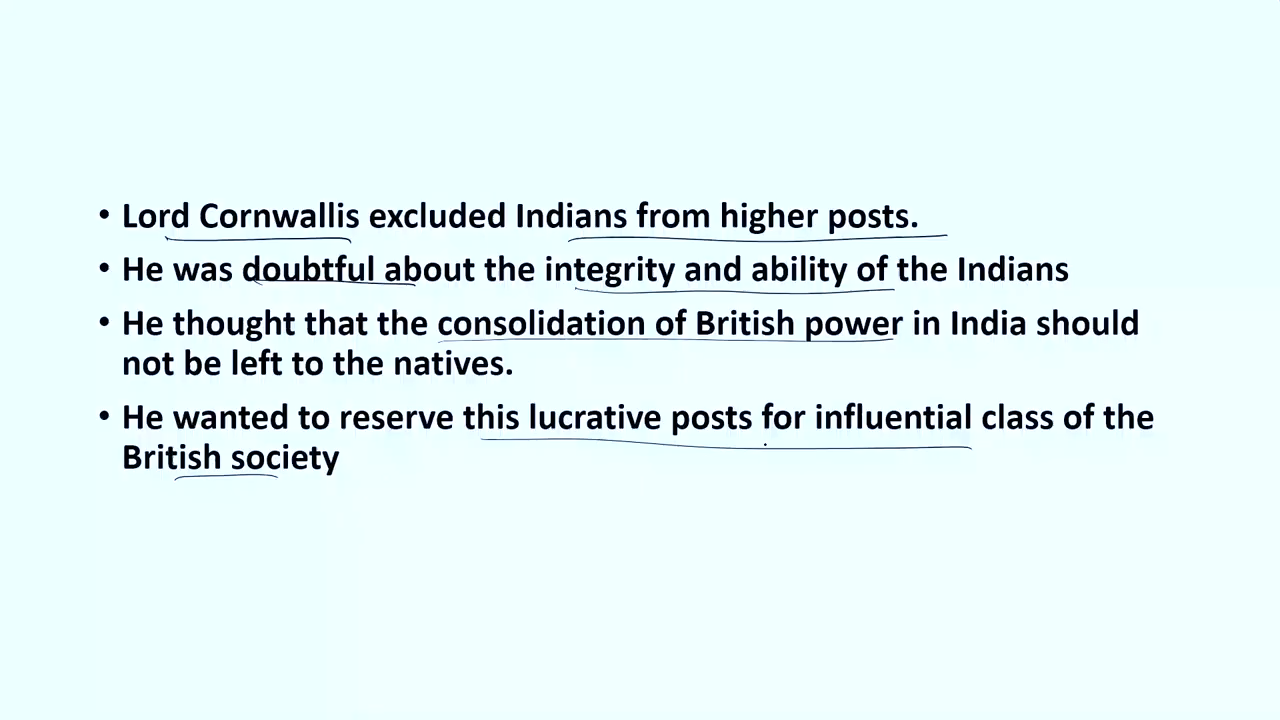 • Lord Cornwallis excluded Indians from higher posts.
• He was doubtful about the integrity and ability of the Indians
• He thought that the consolidation of British power in India should
not be left to the natives.
• He wanted to reserve this lucrative posts for influential class of the
British society